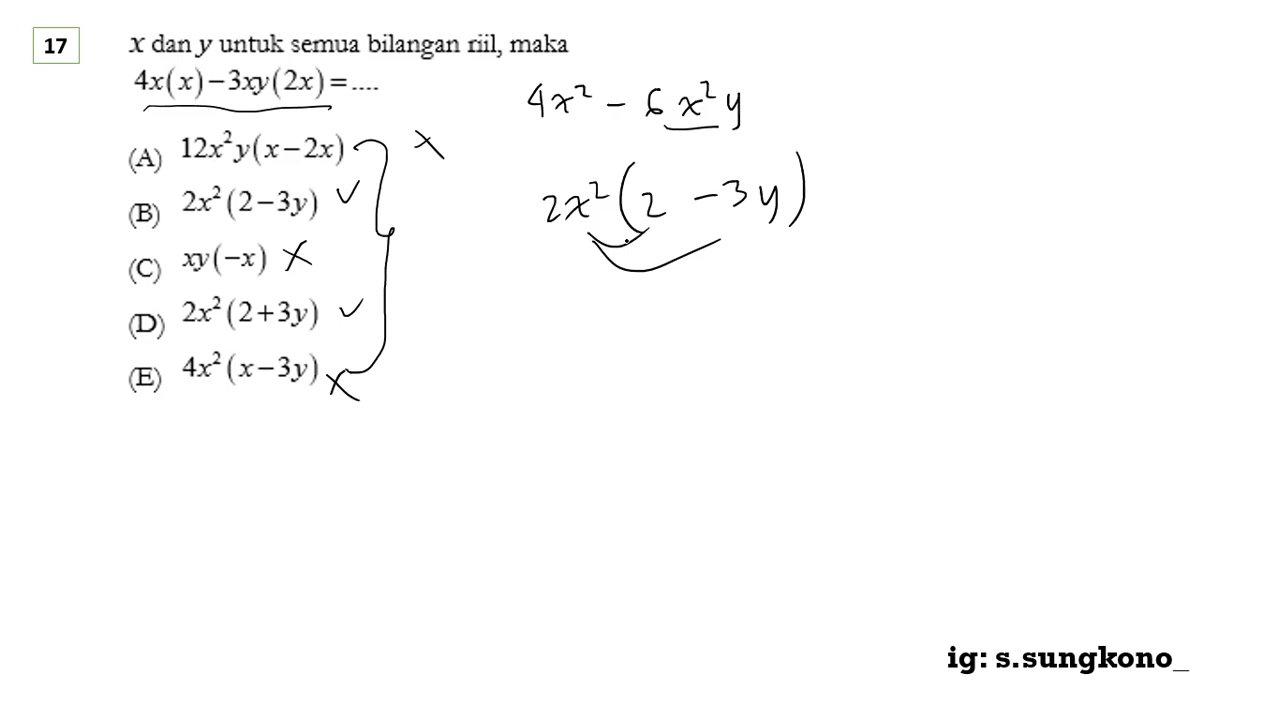 17
x dan y untuk semua bilangan riil, maka
4x(x)−3xy(2x)=....
(A) 12x²y(x−2x)
(B) 2x²(2−3y) ✓
(C) xy(−x) ✗
(D) 2x²(2+3y) ✓
(E) 4x²(x−3y) ✗
✗
4x² − 6x²y
2x²(2 −3y)
ig: s.sungkono_